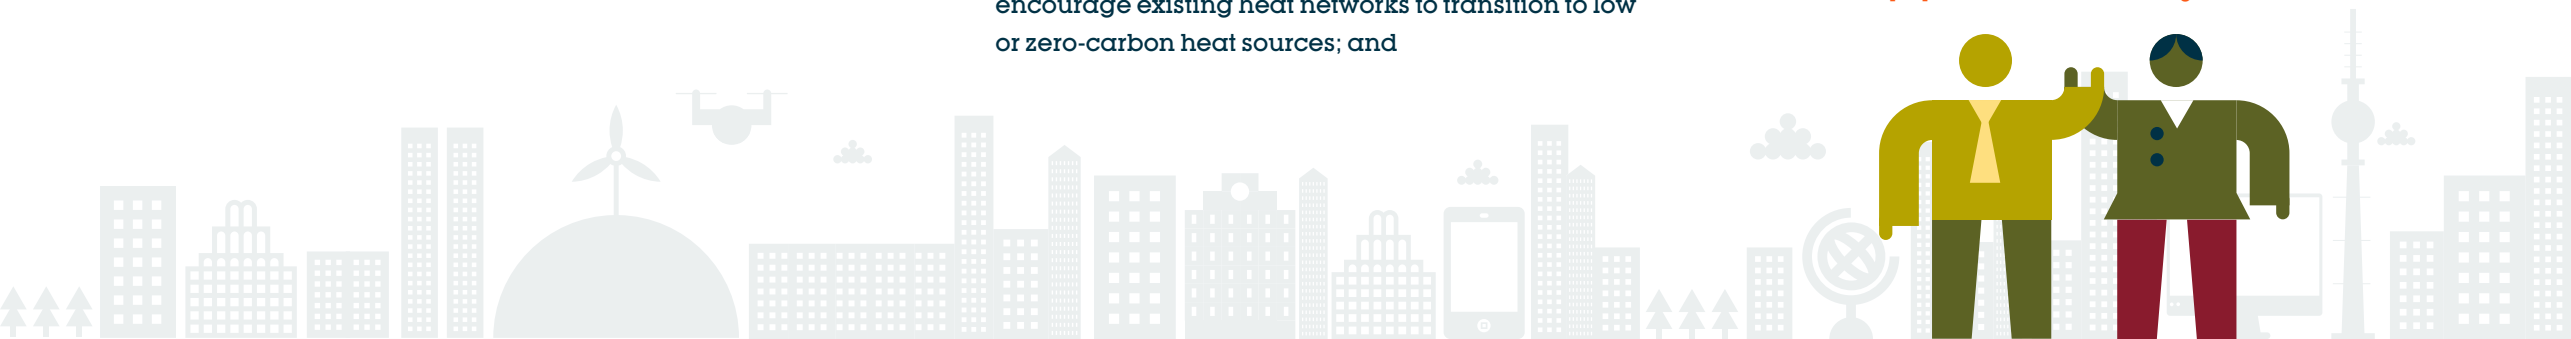 encourage existing heat networks to transition to low
or zero-carbon heat sources; and